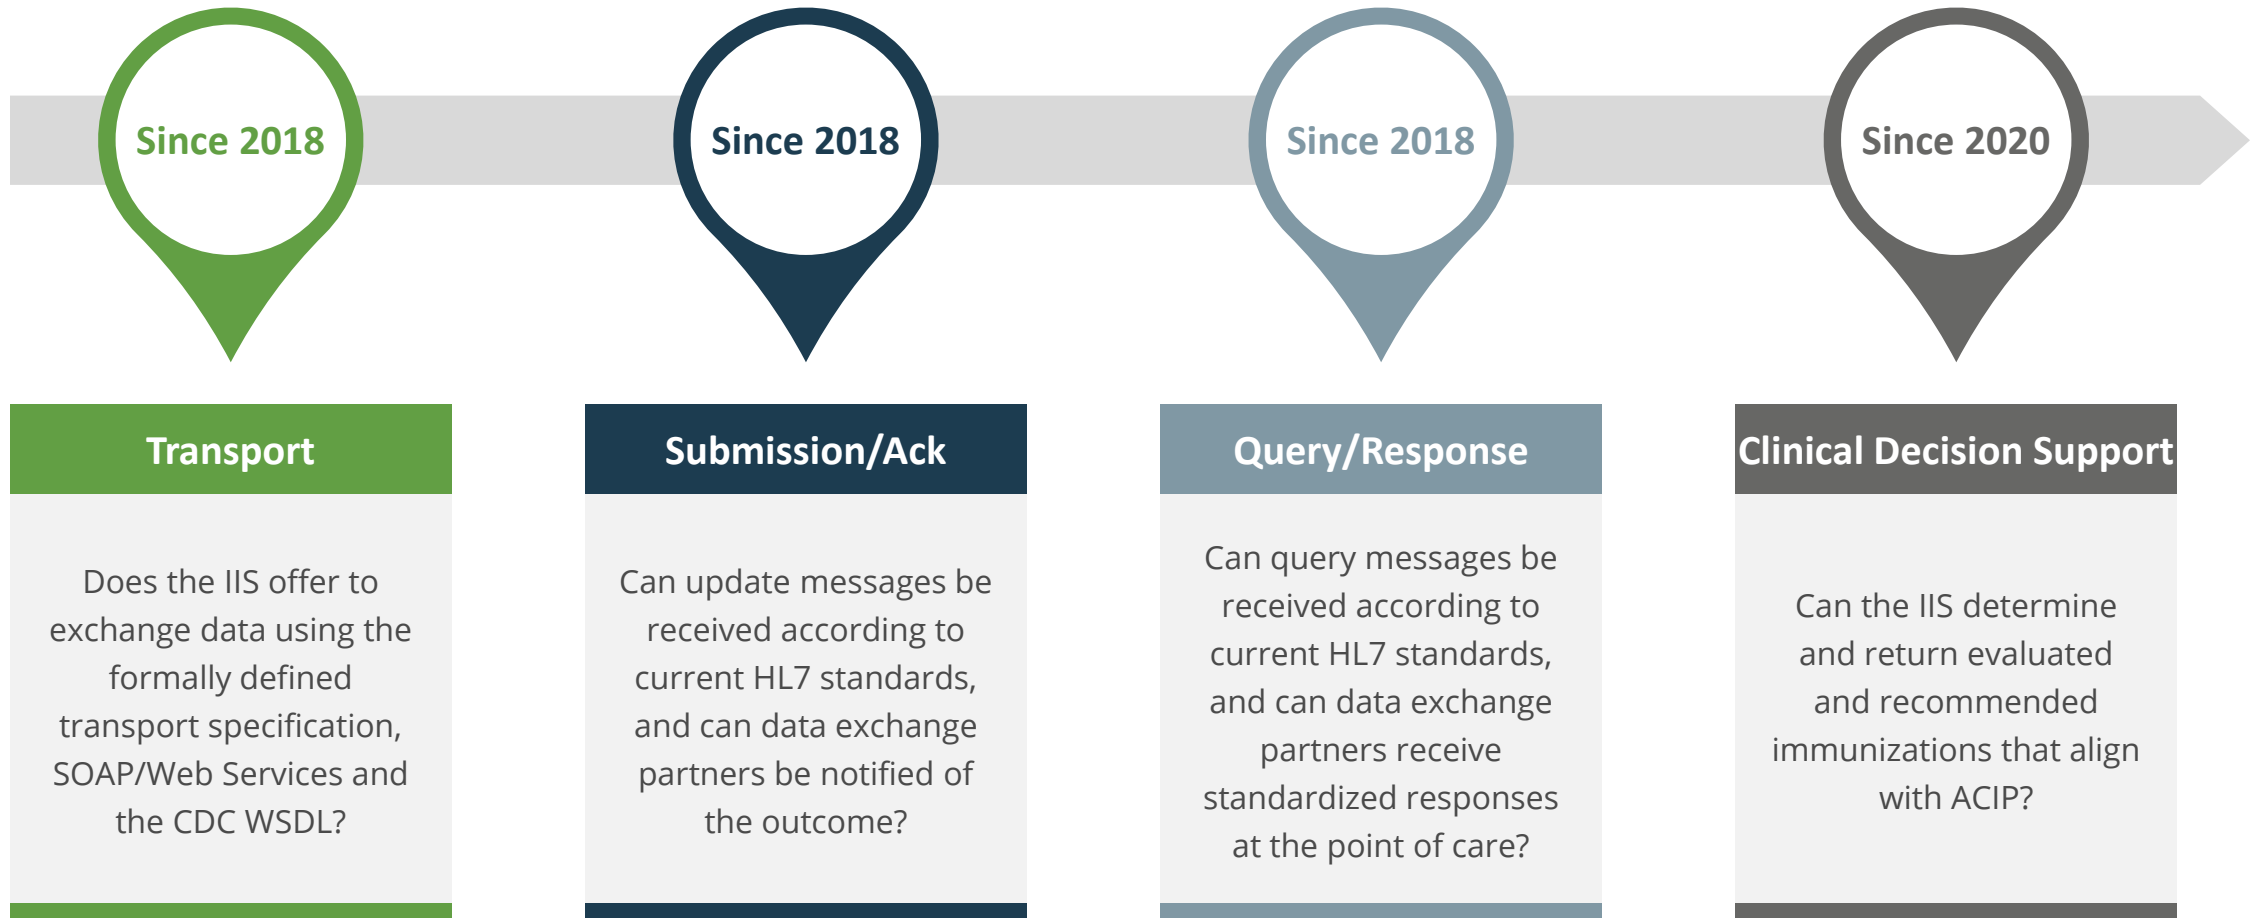 Since 2018
Since 2018
Since 2018
Since 2020
Transport
Does the IIS offer to
exchange data using the
formally defined
transport specification,
SOAP/Web Services and
the CDC WSDL?
Submission/Ack
Can update messages be
received according to
current HL7 standards,
and can data exchange
partners be notified of
the outcome?
Query/Response
Can query messages be
received according to
current HL7 standards,
and can data exchange
partners receive
standardized responses
at the point of care?
Clinical Decision Support
Can the IIS determine
and return evaluated
and recommended
immunizations that align
with ACIP?